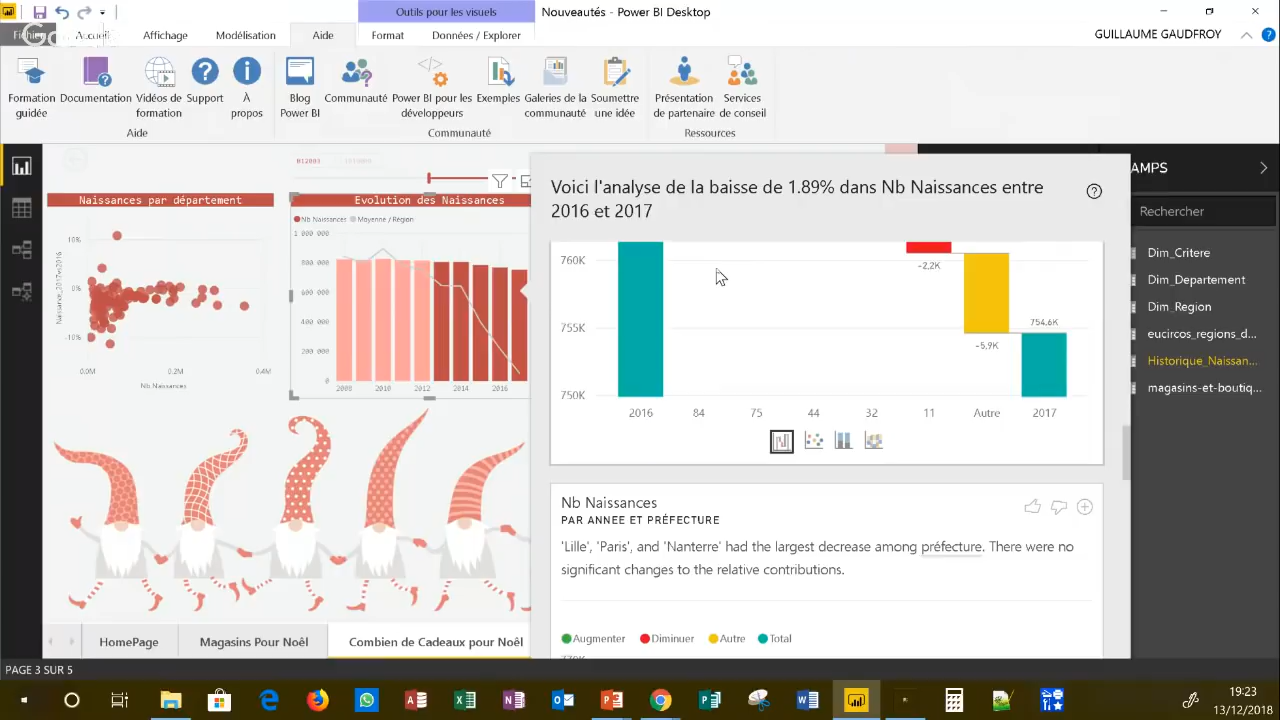 Outils pour les visuels
Nouveautés - Power BI Desktop
Affichage
Modélisation
Aide
Format
Données / Explorer
GUILLAUME GAUDFROY
Formation guidée
Documentation
Vidéos de formation
Support
À propos
Blog Power BI
Communauté
Power BI pour les développeurs
Exemples
Galeries de la communauté
Soumettre une idée
Présentation de partenaire
Services de conseil
Aide
Communauté
Ressources
Naissances par département
10%
0%
-10%
Naissance_2017vs2016
0,0M
0,2M
0,4M
Nb Naissances
Evolution des Naissances
Nb Naissances
Moyenne / Région
1 000 000
800 000
600 000
400 000
200 000
0
2008
2010
2012
2014
2016
Voici l'analyse de la baisse de 1.89% dans Nb Naissances entre
2016 et 2017
760K
755K
750K
-2,2K
-5,9K
754,6K
2016
84
75
44
32
11
Autre
2017
Nb Naissances
PAR ANNEE ET PRÉFECTURE
'Lille', 'Paris', and 'Nanterre' had the largest decrease among préfecture. There were no
significant changes to the relative contributions.
Augmenter
Diminuer
Autre
Total
AMPS
Rechercher
Dim_Critere
Dim_Departement
Dim_Region
eucircos_regions_d...
Historique_Naissan...
magasins-et-boutiq...
HomePage
Magasins Pour Noêl
Combien de Cadeaux pour Noêl
PAGE 3 SUR 5
19:23
13/12/2018